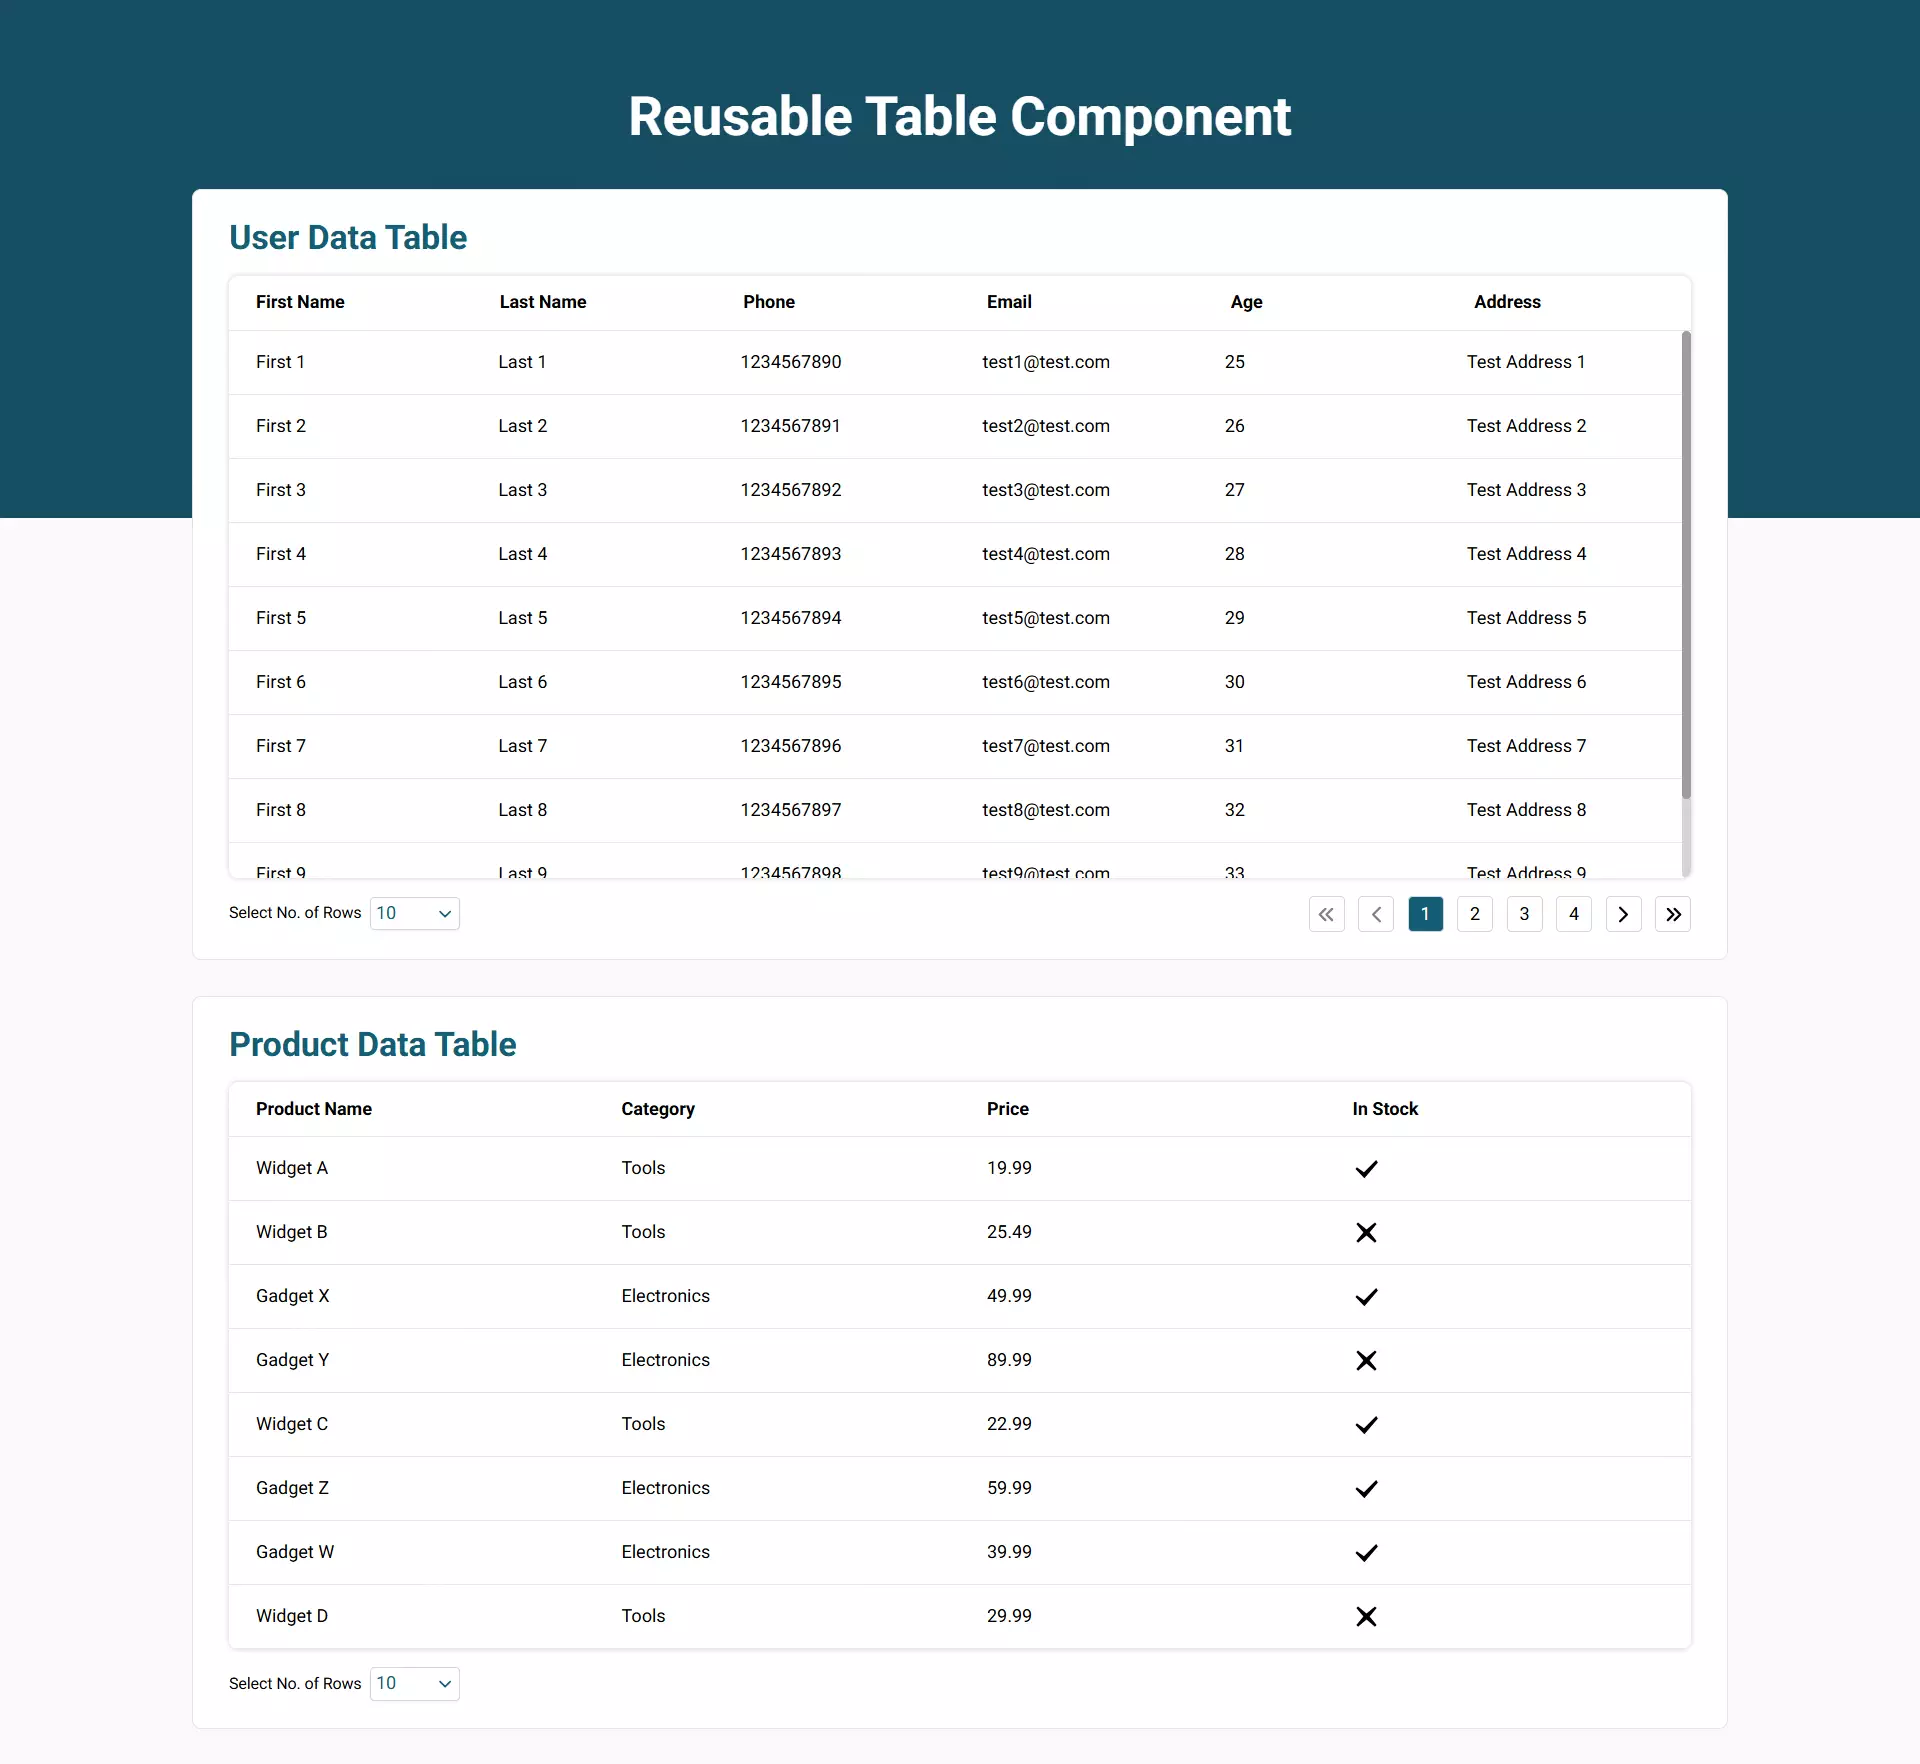 Reusable Table Component
User Data Table
First Name Last Name Phone Email Age Address
First 1 Last 1 1234567890 test1@test.com 25 Test Address 1
First 2 Last 2 1234567891 test2@test.com 26 Test Address 2
First 3 Last 3 1234567892 test3@test.com 27 Test Address 3
First 4 Last 4 1234567893 test4@test.com 28 Test Address 4
First 5 Last 5 1234567894 test5@test.com 29 Test Address 5
First 6 Last 6 1234567895 test6@test.com 30 Test Address 6
First 7 Last 7 1234567896 test7@test.com 31 Test Address 7
First 8 Last 8 1234567897 test8@test.com 32 Test Address 8
First 9 Last 9 1234567898 test9@test.com 33 Test Address 9
Select No. of Rows 10 1 2 3 4
Product Data Table
Product Name Category Price In Stock
Widget A Tools 19.99
Widget B Tools 25.49
Gadget X Electronics 49.99
Gadget Y Electronics 89.99
Widget C Tools 22.99
Gadget Z Electronics 59.99
Gadget W Electronics 39.99
Widget D Tools 29.99
Select No. of Rows 10